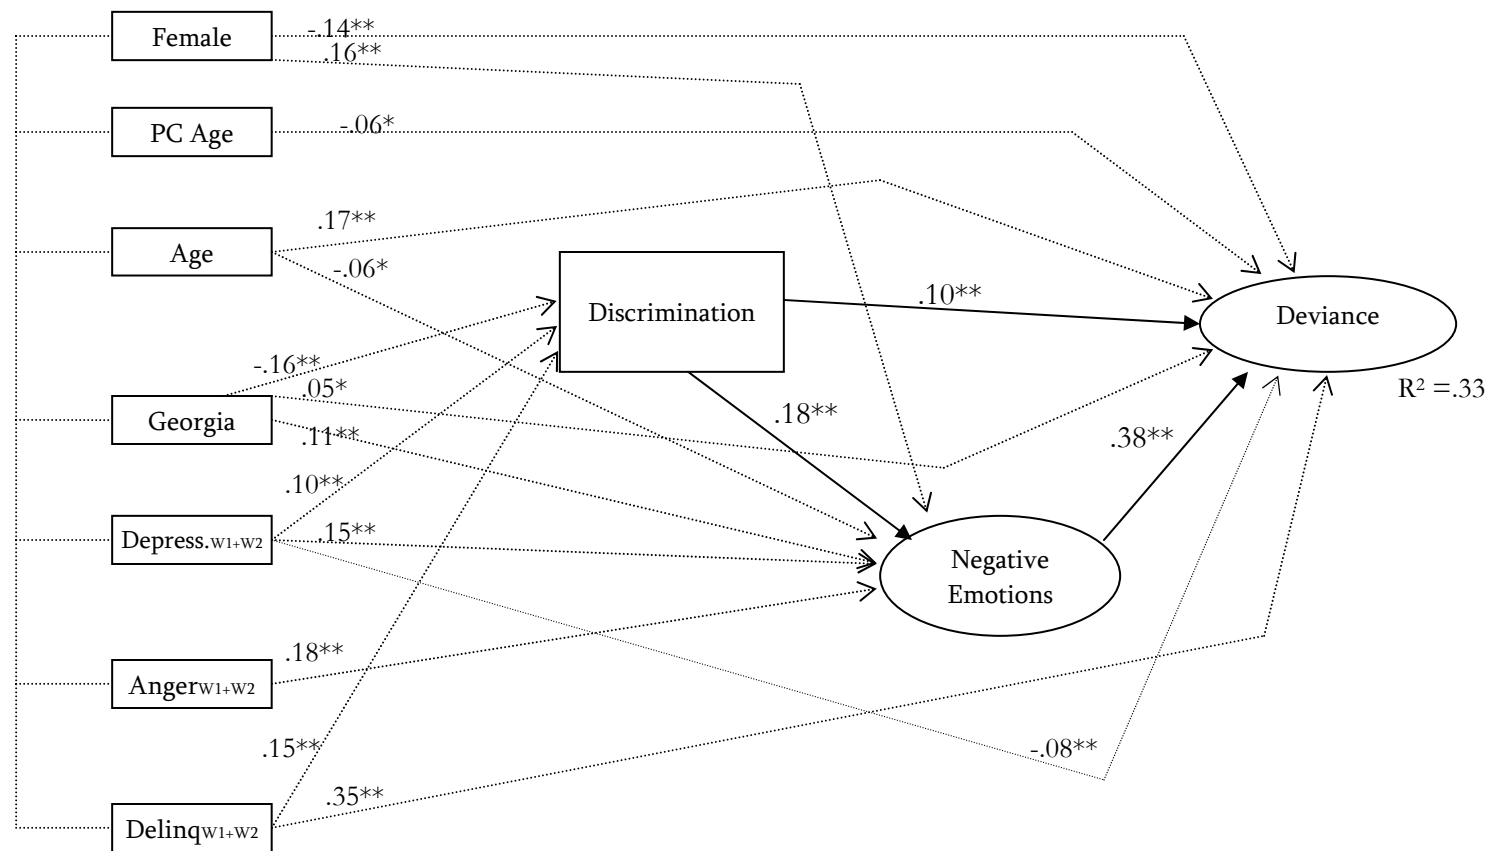 Female
-.14**
.16**
PC Age
-.06*
Age
.17**
-.06*
Discrimination
.10**
Deviance
R² =.33
-.16**
.05*
Georgia
.11**
.18**
.38**
.10**
Depress.W1+W2
.15**
Negative
Emotions
.18**
AngerW1+W2
.15**
-.08**
.35**
DelinqW1+W2